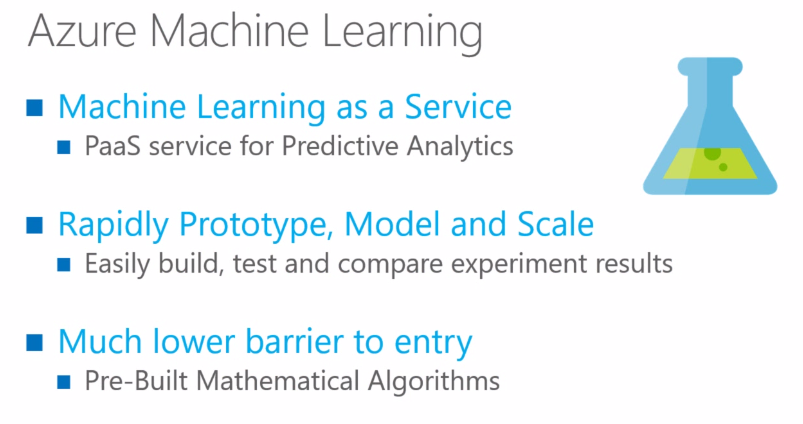 Azure Machine Learning
Machine Learning as a Service
PaaS service for Predictive Analytics
Rapidly Prototype, Model and Scale
Easily build, test and compare experiment results
Much lower barrier to entry
Pre-Built Mathematical Algorithms